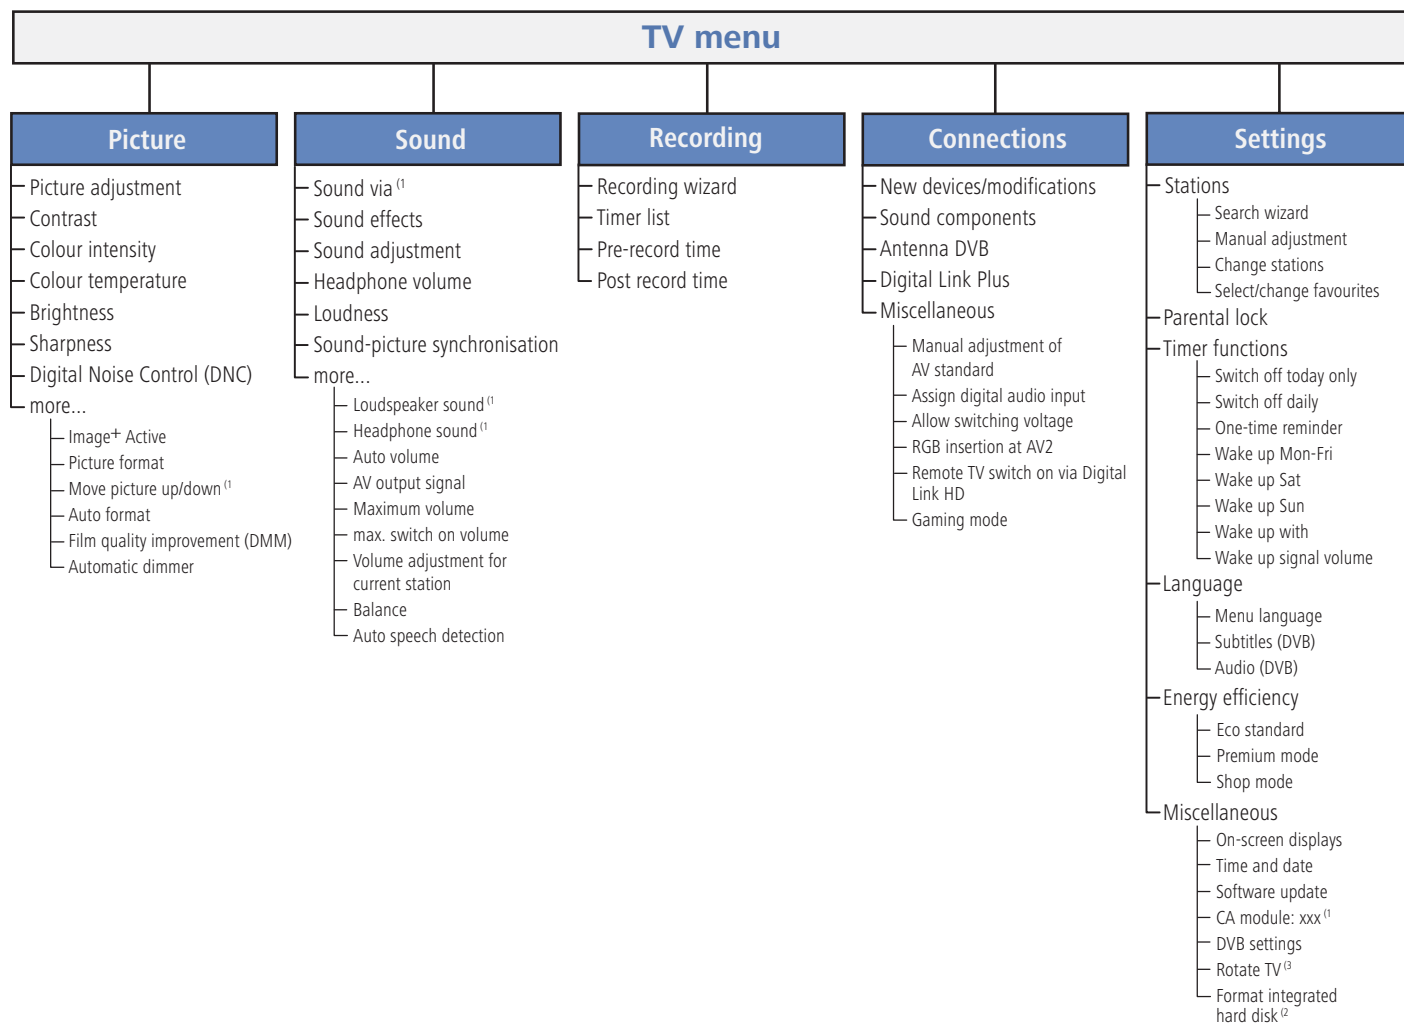 TV menu
Picture
Picture adjustment
Contrast
Colour intensity
Colour temperature
Brightness
Sharpness
Digital Noise Control (DNC)
more...
Image+ Active
Picture format
Move picture up/down (1
Auto format
Film quality improvement (DMM)
Automatic dimmer
Sound
Sound via (1
Sound effects
Sound adjustment
Headphone volume
Loudness
Sound-picture synchronisation
more...
Loudspeaker sound (1
Headphone sound (1
Auto volume
AV output signal
Maximum volume
max. switch on volume
Volume adjustment for
current station
Balance
Auto speech detection
Recording
Recording wizard
Timer list
Pre-record time
Post record time
Connections
New devices/modifications
Sound components
Antenna DVB
Digital Link Plus
Miscellaneous
Manual adjustment of
AV standard
Assign digital audio input
Allow switching voltage
RGB insertion at AV2
Remote TV switch on via Digital
Link HD
Gaming mode
Settings
Stations
Search wizard
Manual adjustment
Change stations
Select/change favourites
Parental lock
Timer functions
Switch off today only
Switch off daily
One-time reminder
Wake up Mon-Fri
Wake up Sat
Wake up Sun
Wake up with
Wake up signal volume
Language
Menu language
Subtitles (DVB)
Audio (DVB)
Energy efficiency
Eco standard
Premium mode
Shop mode
Miscellaneous
On-screen displays
Time and date
Software update
CA module: xxx (1
DVB settings
Rotate TV (3
Format integrated
hard disk (2